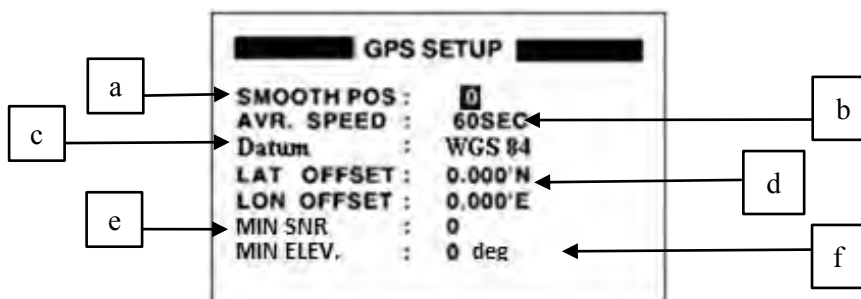 GPS SETUP
a
SMOOTH POS : 0
b
AVR. SPEED : 60SEC
c
Datum : WGS 84
LAT OFFSET : 0.000'N
d
LON OFFSET : 0.000'E
e
MIN SNR : 0
MIN ELEV. : 0 deg
f